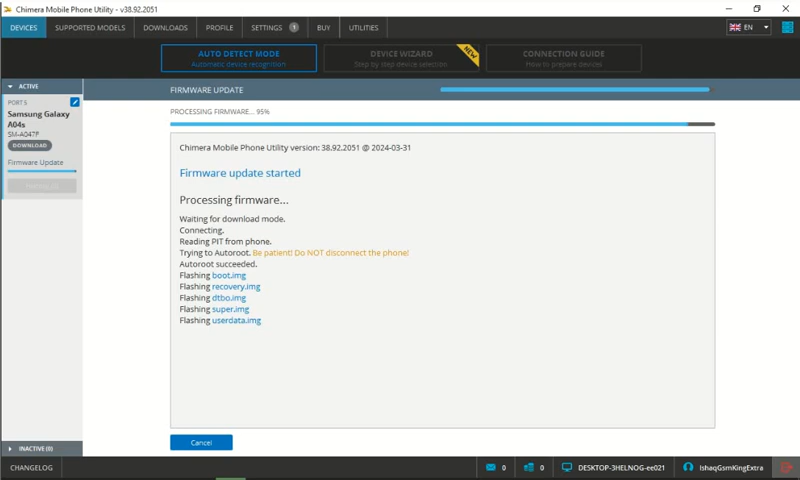 Chimera Mobile Phone Utility - v38.92.2051
DEVICES
SUPPORTED MODELS
DOWNLOADS
PROFILE
SETTINGS 1
BUY
UTILITIES
EN
AUTO DETECT MODE
Automatic device recognition
DEVICE WIZARD
Step by step device selection
NEW
CONNECTION GUIDE
How to prepare devices
ACTIVE
PORT 5
Samsung Galaxy
A04s
SM-A047F
DOWNLOAD
Firmware Update
FIRMWARE UPDATE
PROCESSING FIRMWARE... 95%
Chimera Mobile Phone Utility version: 38.92.2051 @ 2024-03-31
Firmware update started
Processing firmware...
Waiting for download mode.
Connecting.
Reading PIT from phone.
Trying to Autoroot. Be patient! Do NOT disconnect the phone!
Autoroot succeeded.
Flashing boot.img
Flashing recovery.img
Flashing dtbo.img
Flashing super.img
Flashing userdata.img
Cancel
INACTIVE (0)
CHANGELOG
0
0
DESKTOP-3HELNOG-ee021
IshaqGsmKingExtra